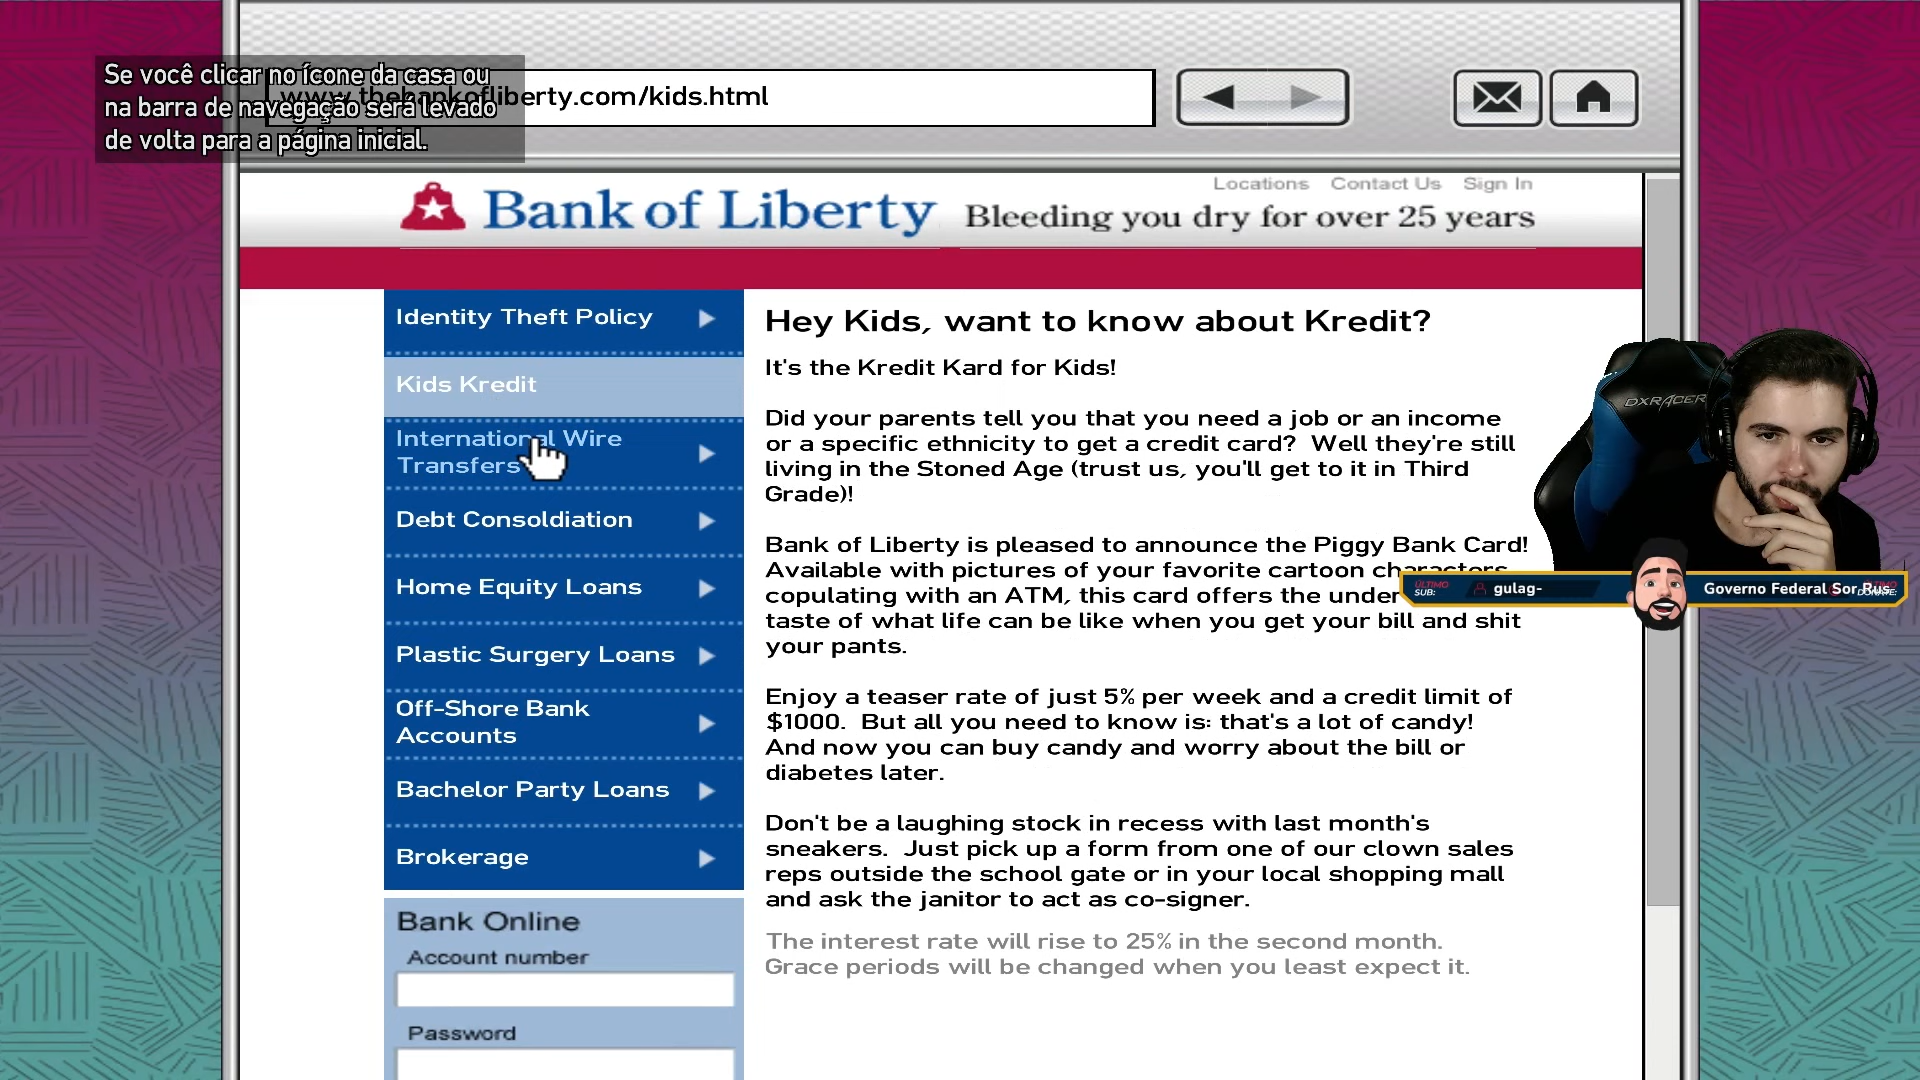 Se você clicar no ícone da casa ou
na barra de navegação será levado
de volta para a página inicial.
www.thebankofliberty.com/kids.html
Locations Contact Us Sign In
Bank of Liberty Bleeding you dry for over 25 years
Identity Theft Policy
Kids Kredit
International Wire
Transfers
Debt Consoldiation
Home Equity Loans
Plastic Surgery Loans
Off-Shore Bank
Accounts
Bachelor Party Loans
Brokerage
Bank Online
Account number
Password
Hey Kids, want to know about Kredit?
It's the Kredit Kard for Kids!
Did your parents tell you that you need a job or an income
or a specific ethnicity to get a credit card? Well they're still
living in the Stoned Age (trust us, you'll get to it in Third
Grade)!
Bank of Liberty is pleased to announce the Piggy Bank Card!
Available with pictures of your favorite cartoon characters
copulating with an ATM, this card offers the under
taste of what life can be like when you get your bill and shit
your pants.
Enjoy a teaser rate of just 5% per week and a credit limit of
$1000. But all you need to know is: that's a lot of candy!
And now you can buy candy and worry about the bill or
diabetes later.
Don't be a laughing stock in recess with last month's
sneakers. Just pick up a form from one of our clown sales
reps outside the school gate or in your local shopping mall
and ask the janitor to act as co-signer.
The interest rate will rise to 25% in the second month.
Grace periods will be changed when you least expect it.
DXRACER
ÚLTIMO
SUB:
gulag-
Governo Federal Sor Rus